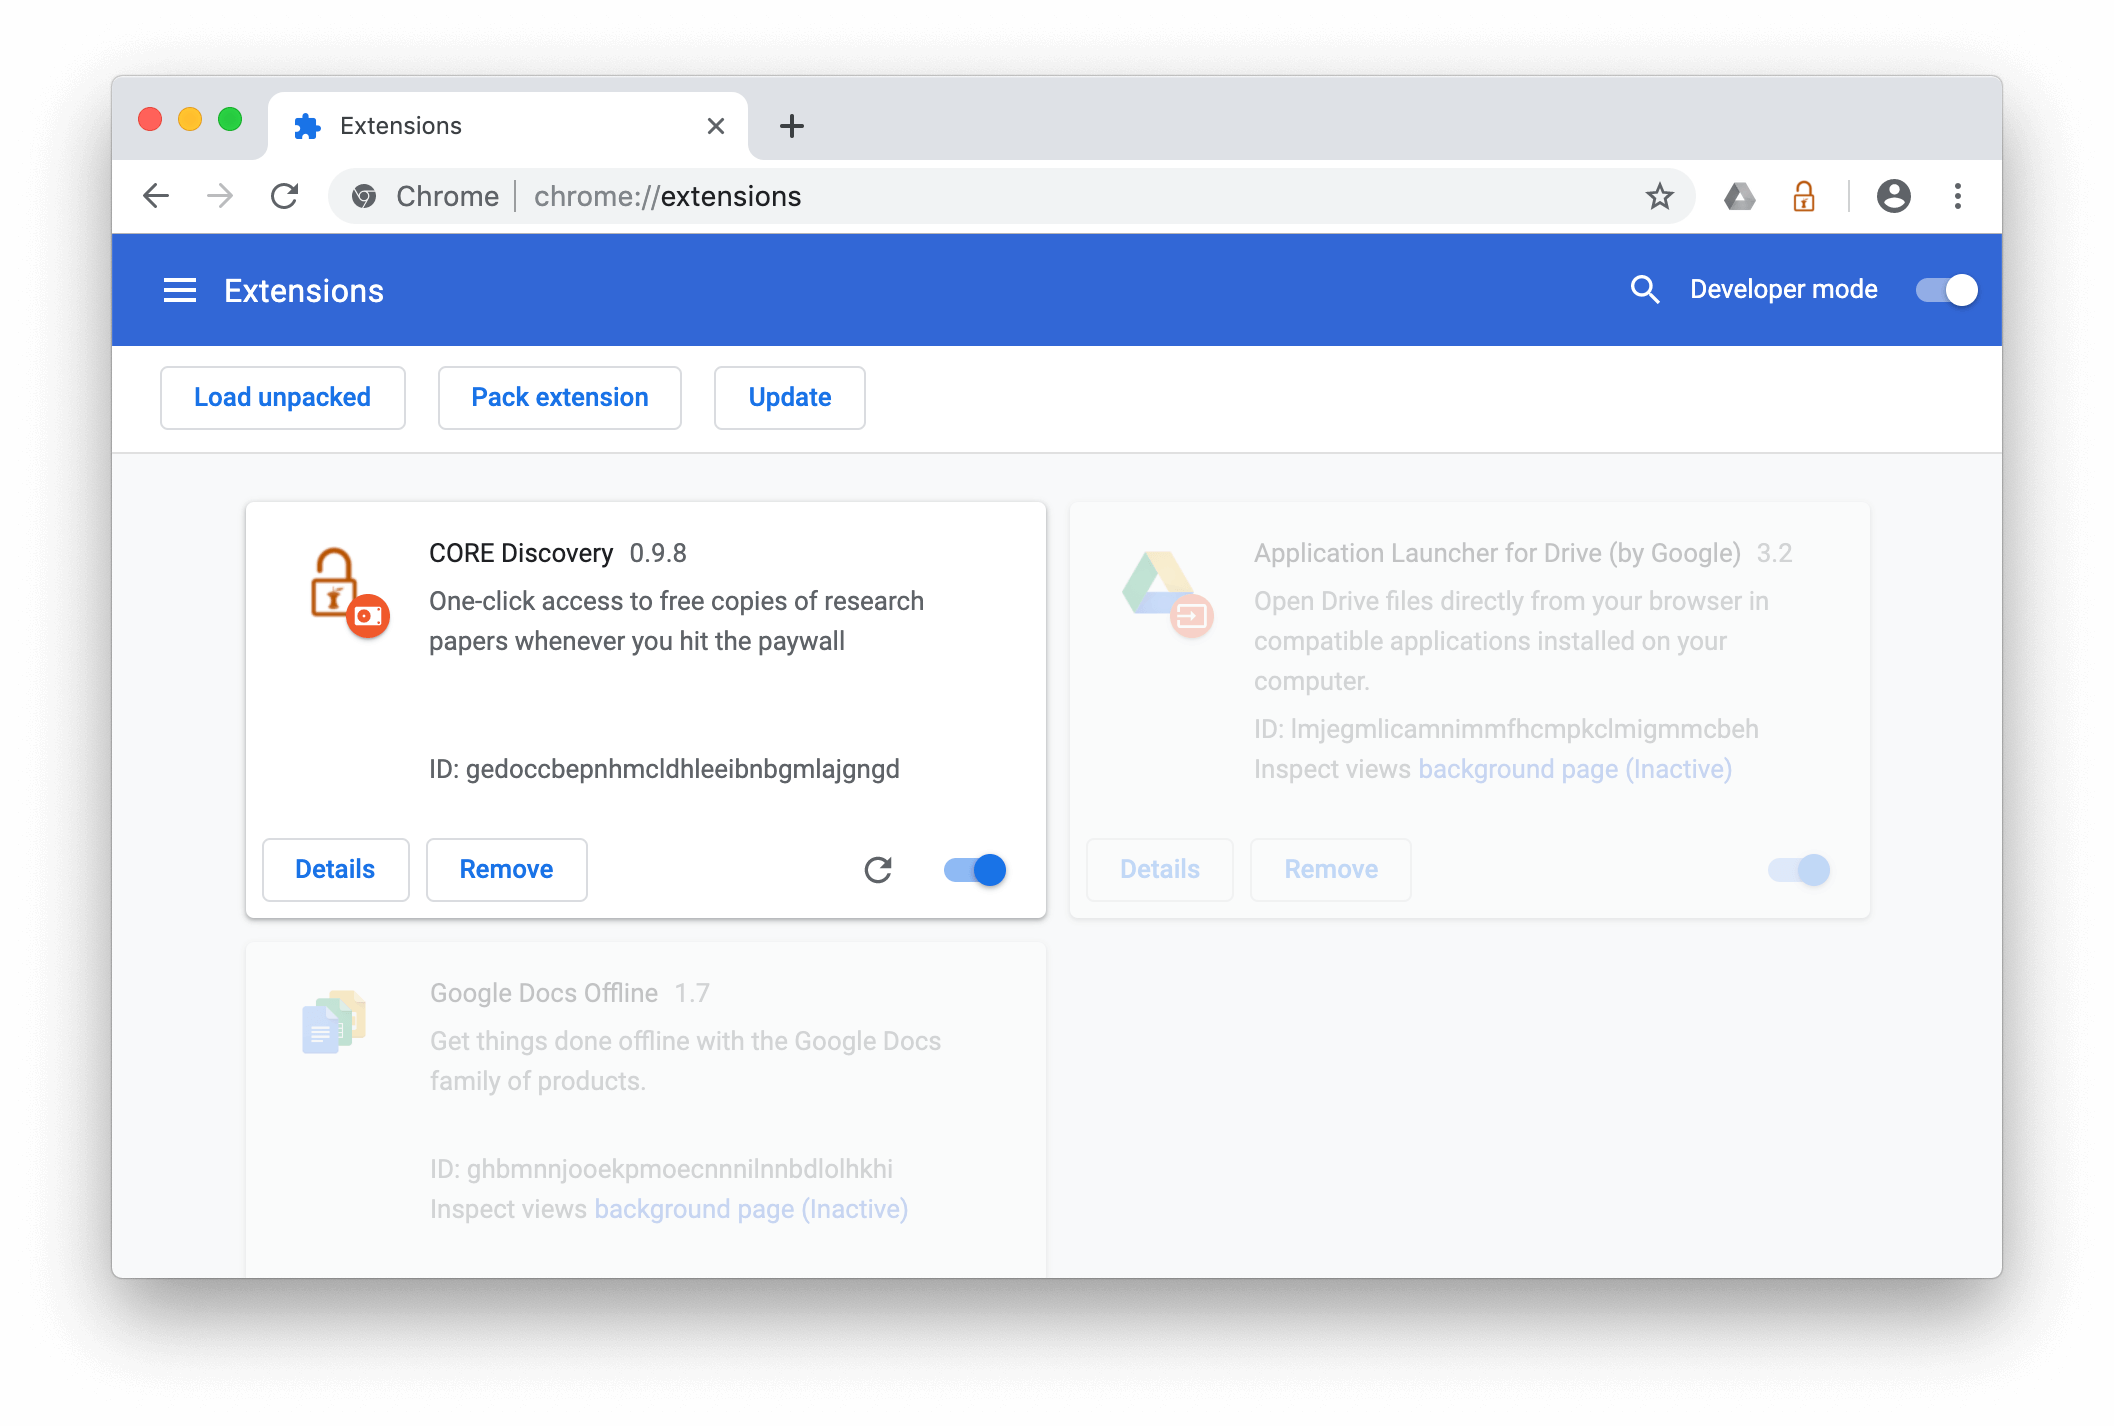 Extensions
Chrome | chrome://extensions
Extensions
Developer mode
Load unpacked
Pack extension
Update
CORE Discovery 0.9.8
One-click access to free copies of research
papers whenever you hit the paywall
ID: gedoccbepnhmcldhleeibnbgmlajgngd
Details
Remove
Application Launcher for Drive (by Google) 3.2
Open Drive files directly from your browser in
compatible applications installed on your
computer.
ID: lmjegmlicamnimmfhcmpkclmigmmcbeh
Inspect views background page (Inactive)
Details
Remove
Google Docs Offline 1.7
Get things done offline with the Google Docs
family of products.
ID: ghbmnnjooekpmoecnnnilnnbdlolhkhi
Inspect views background page (Inactive)